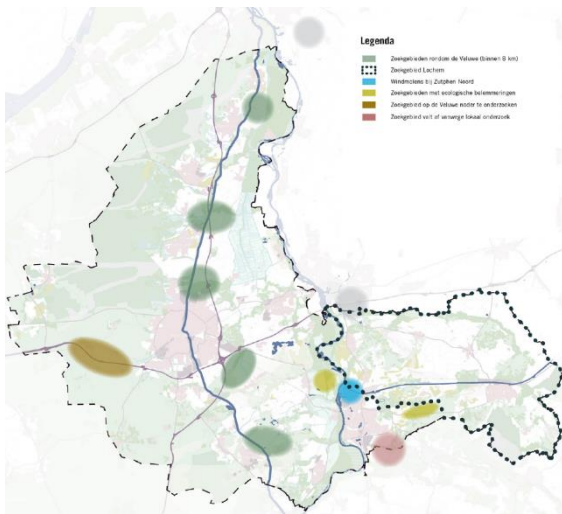 Legenda
Zoekgebieden rondom de Veluwe (binnen 8 km)
Zoekgebied Lochem
Windmolens bij Zutphen Noord
Zoekgebieden met ecologische belemmeringen
Zoekgebied op de Veluwe nader te onderzoeken
Zoekgebied valt af vanwege lokaal onderzoek